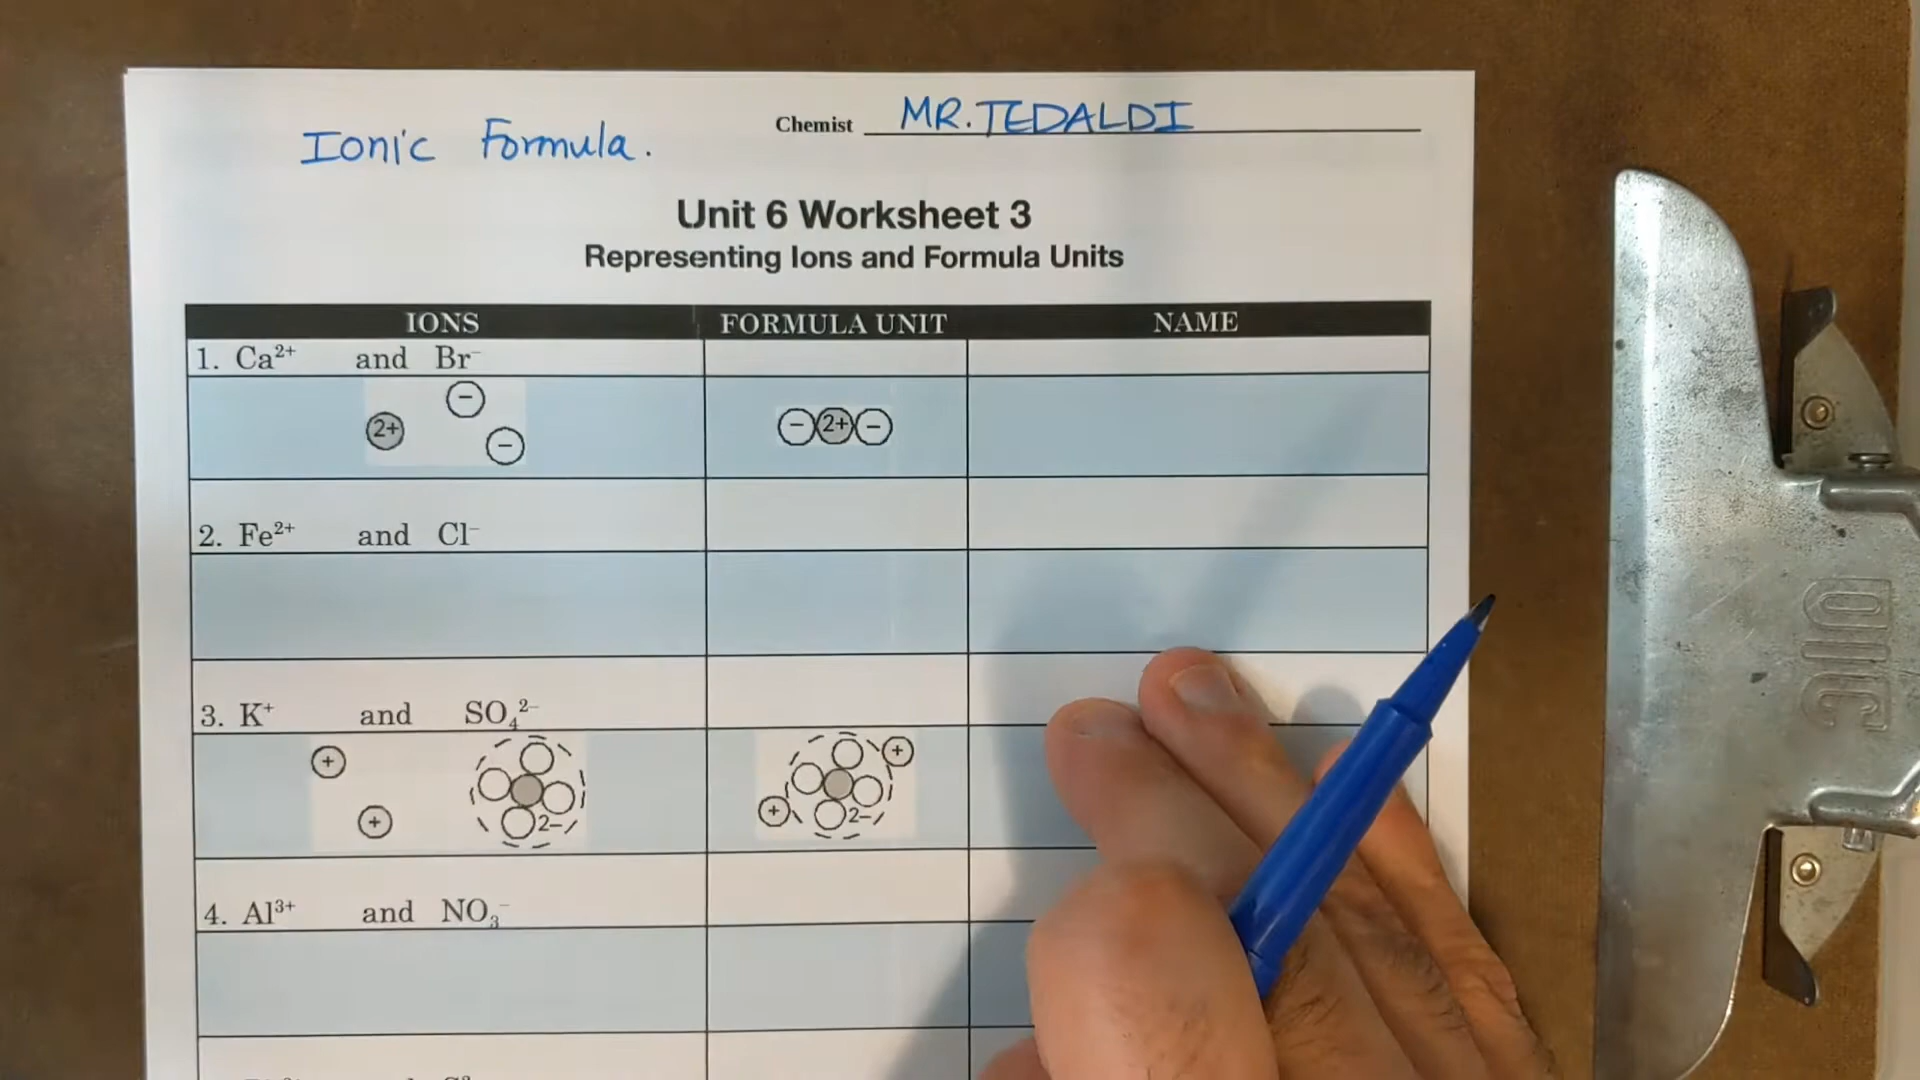 Ionic Formula.
Chemist MR. TEDALDI
Unit 6 Worksheet 3
Representing Ions and Formula Units
IONS FORMULA UNIT NAME
1. Ca²⁺ and Br⁻
2+ − − − 2+ −
2. Fe²⁺ and Cl⁻
3. K⁺ and SO₄²⁻
+ + 2− + + 2−
4. Al³⁺ and NO₃⁻